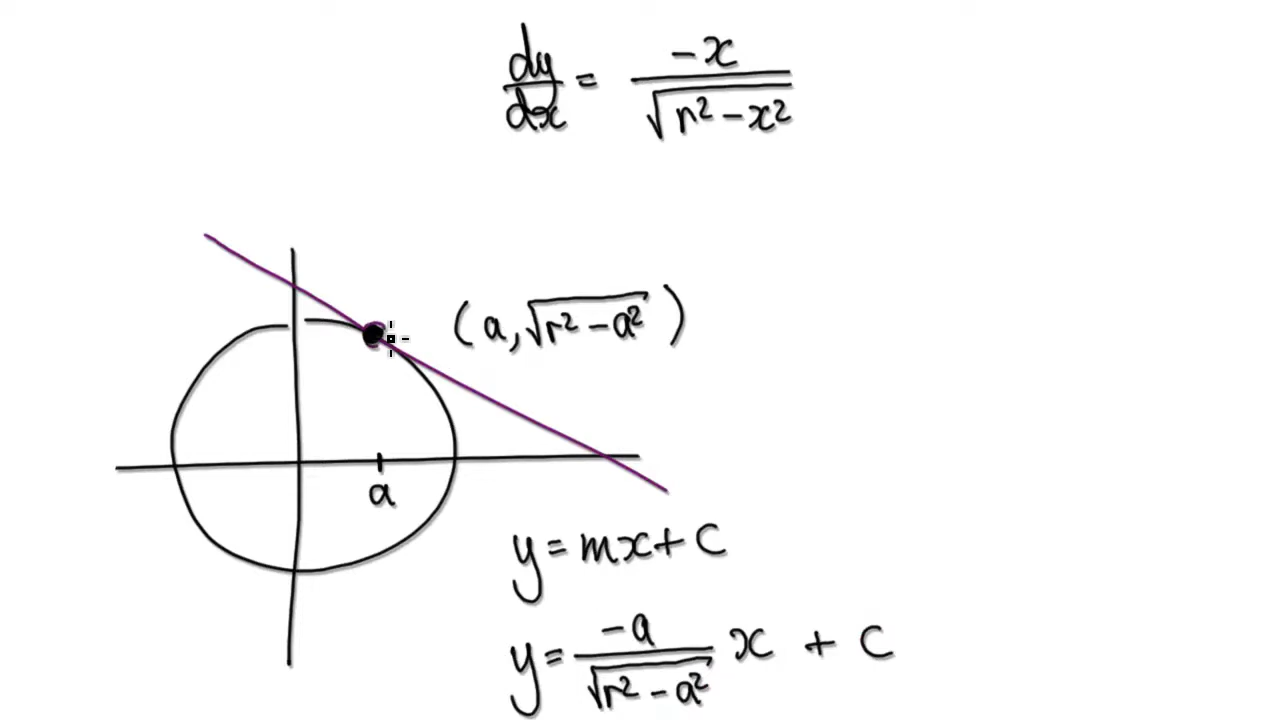 dy/dx = -x/√(r² - x²)
(a, √(r² - a²))
a
y = mx + c
y = -a/√(r² - a²) x + c